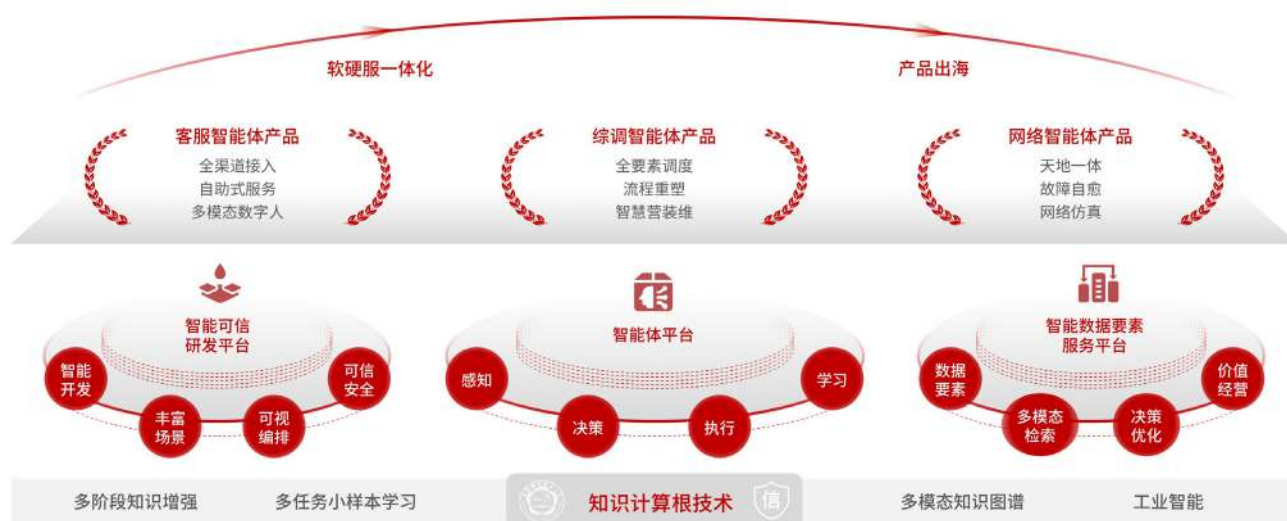 软硬服一体化
产品出海
客服智能体产品
全渠道接入
自助式服务
多模态数字人
综调智能体产品
全要素调度
流程重塑
智慧营装维
网络智能体产品
天地一体
故障自愈
网络仿真
智能可信
研发平台
智能
开发
丰富
场景
可视
编排
可信
安全
智能体平台
感知
决策
执行
学习
智能数据要素
服务平台
数据
要素
多模态
检索
决策
优化
价值
经营
多阶段知识增强
多任务小样本学习
知识计算根技术
信
多模态知识图谱
工业智能